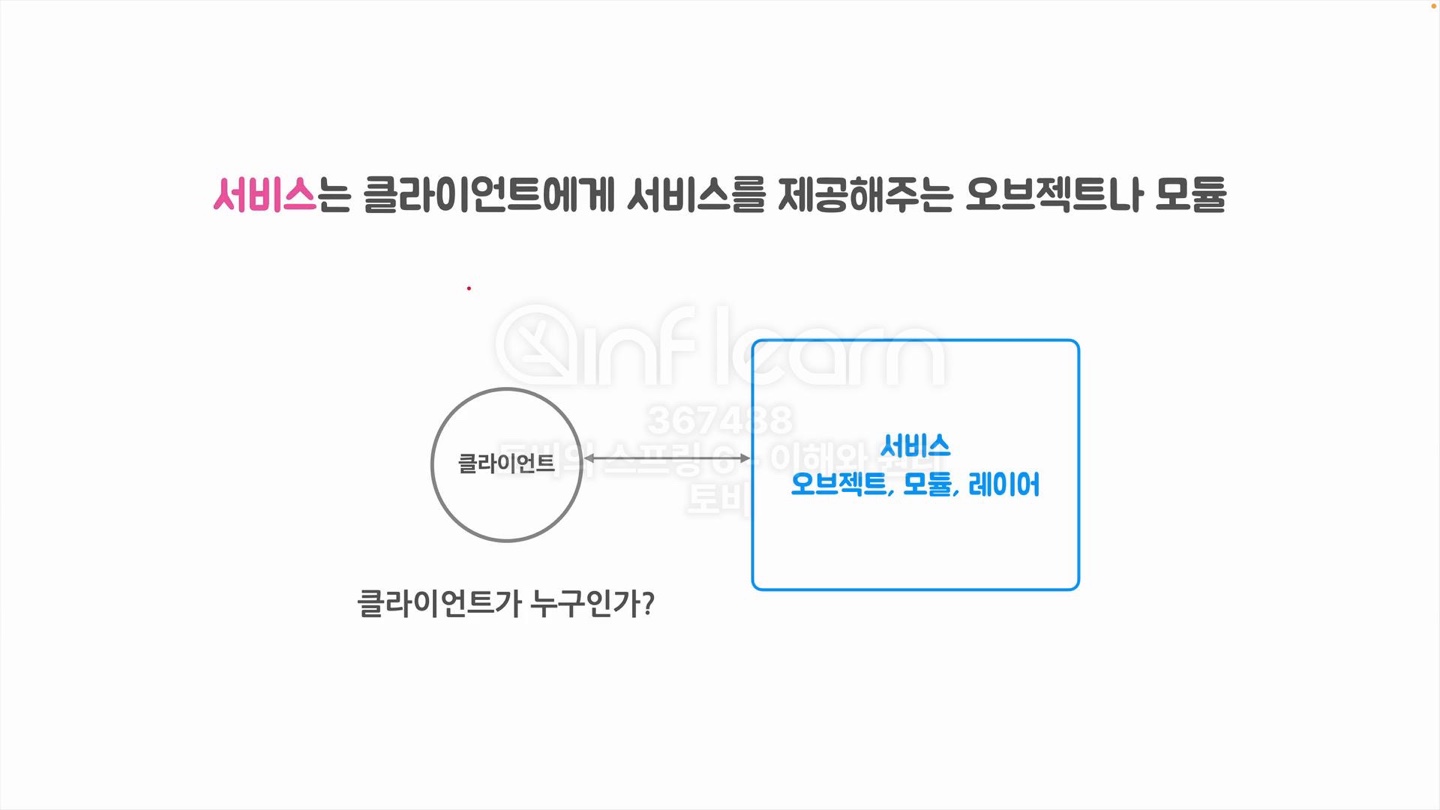 서비스는 클라이언트에게 서비스를 제공해주는 오브젝트나 모듈
inflearn
367488
토비의 스프링 6 - 이해와 원리
토비
클라이언트
서비스
오브젝트, 모듈, 레이어
클라이언트가 누구인가?